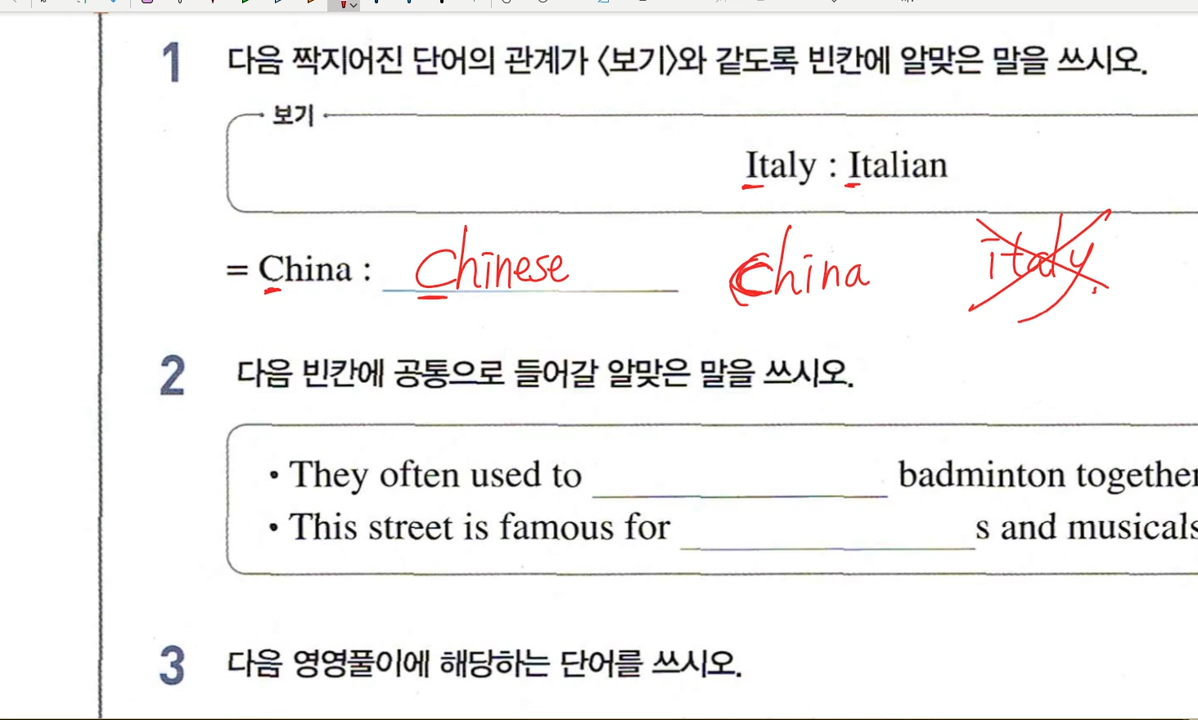 1 다음 짝지어진 단어의 관계가 〈보기〉와 같도록 빈칸에 알맞은 말을 쓰시오.
보기
Italy : Italian
= China : Chinese China italy
2 다음 빈칸에 공통으로 들어갈 알맞은 말을 쓰시오.
• They often used to ____________ badminton together
• This street is famous for ____________s and musicals
3 다음 영영풀이에 해당하는 단어를 쓰시오.